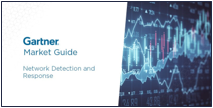 Gartner
Market Guide
Network Detection and
Response